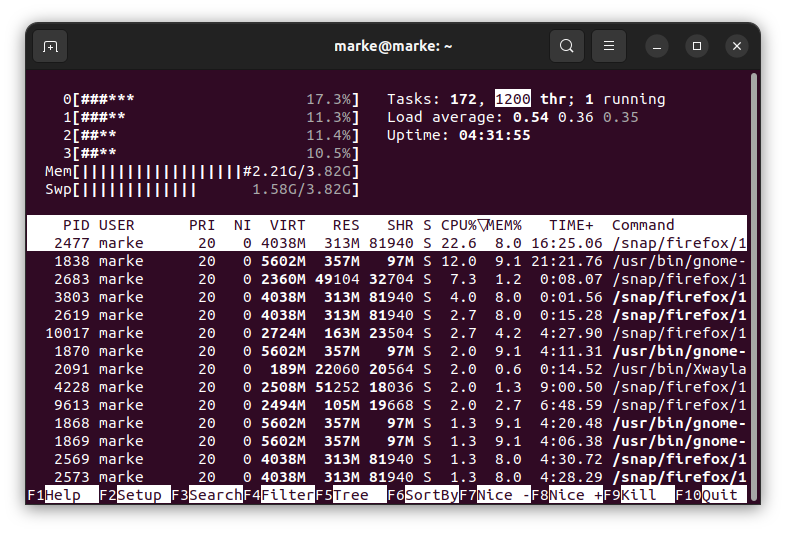 marke@marke: ~
0[###*** 17.3%] Tasks: 172, 1200 thr; 1 running
1[###** 11.3%] Load average: 0.54 0.36 0.35
2[##** 11.4%] Uptime: 04:31:55
3[##** 10.5%]
Mem[||||||||||||||||||#2.21G/3.82G]
Swp[||||||||||||| 1.58G/3.82G]
PID USER PRI NI VIRT RES SHR S CPU%▽MEM% TIME+ Command
2477 marke 20 0 4038M 313M 81940 S 22.6 8.0 16:25.06 /snap/firefox/1
1838 marke 20 0 5602M 357M 97M S 12.0 9.1 21:21.76 /usr/bin/gnome-
2683 marke 20 0 2360M 49104 32704 S 7.3 1.2 0:08.07 /snap/firefox/1
3803 marke 20 0 4038M 313M 81940 S 4.0 8.0 0:01.56 /snap/firefox/1
2619 marke 20 0 4038M 313M 81940 S 2.7 8.0 0:15.28 /snap/firefox/1
10017 marke 20 0 2724M 163M 23504 S 2.7 4.2 4:27.90 /snap/firefox/1
1870 marke 20 0 5602M 357M 97M S 2.0 9.1 4:11.31 /usr/bin/gnome-
2091 marke 20 0 189M 22060 20564 S 2.0 0.6 0:14.52 /usr/bin/Xwayla
4228 marke 20 0 2508M 51252 18036 S 2.0 1.3 9:00.50 /snap/firefox/1
9613 marke 20 0 2494M 105M 19668 S 2.0 2.7 6:48.59 /snap/firefox/1
1868 marke 20 0 5602M 357M 97M S 1.3 9.1 4:20.48 /usr/bin/gnome-
1869 marke 20 0 5602M 357M 97M S 1.3 9.1 4:06.38 /usr/bin/gnome-
2569 marke 20 0 4038M 313M 81940 S 1.3 8.0 4:30.72 /snap/firefox/1
2573 marke 20 0 4038M 313M 81940 S 1.3 8.0 4:28.29 /snap/firefox/1
F1Help F2Setup F3SearchF4FilterF5Tree F6SortByF7Nice -F8Nice +F9Kill F10Quit